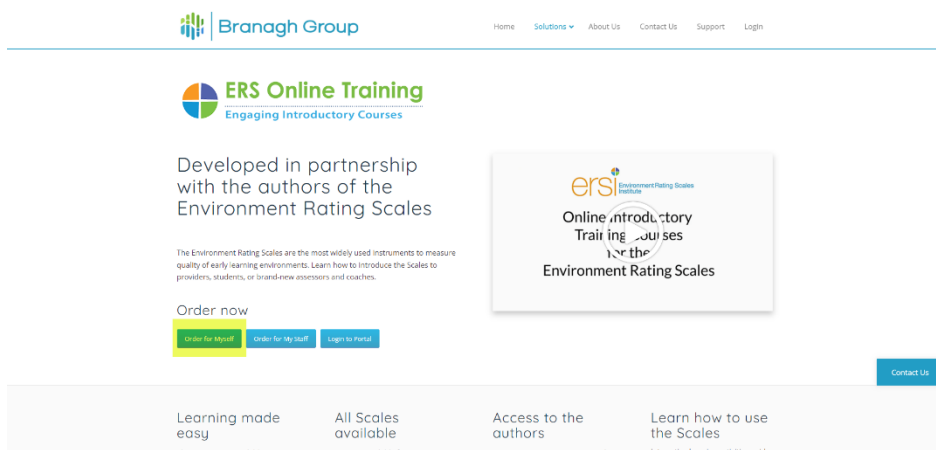 Branagh Group
Home Solutions About Us Contact Us Support Login
ERS Online Training
Engaging Introductory Courses
Developed in partnership
with the authors of the
Environment Rating Scales
ersi Environment Rating Scales
Institute
Online Introductory
Training Courses
for the
Environment Rating Scales
The Environment Rating Scales are the most widely used instruments to measure
quality of early learning environments. Learn how to introduce the Scales to
providers, students, or brand-new assessors and coaches.
Order now
Order for Myself Order for My Staff Login to Portal
Contact Us
Learning made
easy
All Scales
available
Access to the
authors
Learn how to use
the Scales